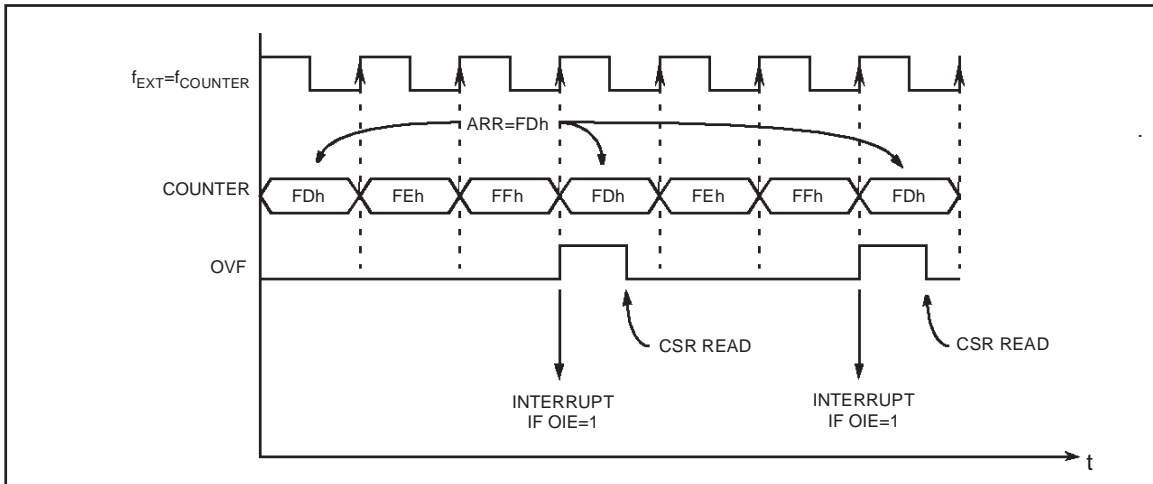 fEXT=fCOUNTER
ARR=FDh
COUNTER
FDh FEh FFh FDh FEh FFh FDh
OVF
CSR READ
CSR READ
INTERRUPT
IF OIE=1
INTERRUPT
IF OIE=1
t